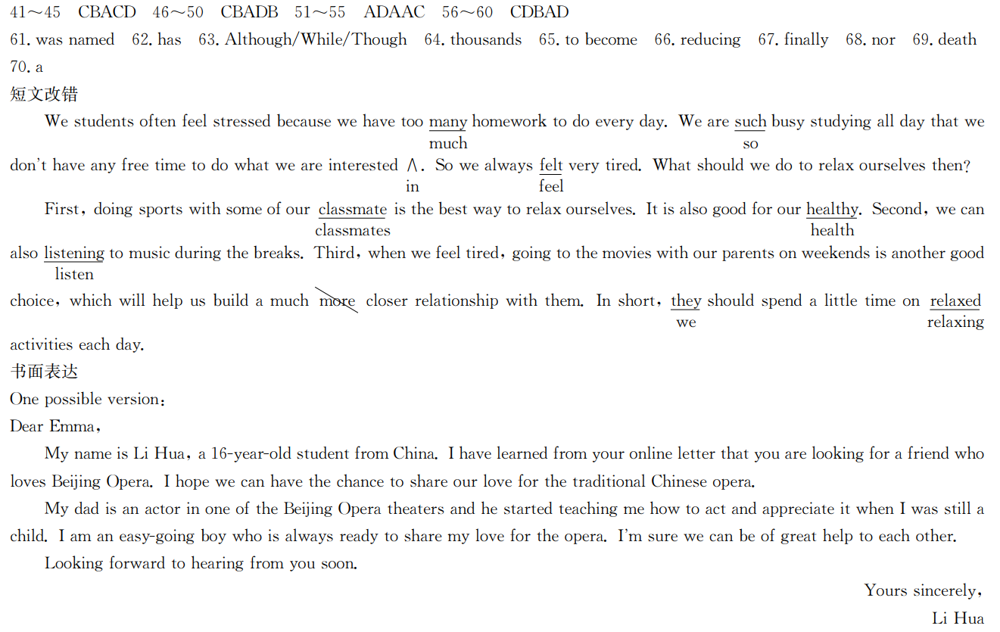 41～45 CBACD 46～50 CBADB 51～55 ADAAC 56～60 CDBAD
61. was named 62. has 63. Although/While/Though 64. thousands 65. to become 66. reducing 67. finally 68. nor 69. death
70. a
短文改错
We students often feel stressed because we have too many homework to do every day. We are such busy studying all day that we
much so
don't have any free time to do what we are interested ∧. So we always felt very tired. What should we do to relax ourselves then?
in feel
First, doing sports with some of our classmate is the best way to relax ourselves. It is also good for our healthy. Second, we can
classmates health
also listening to music during the breaks. Third, when we feel tired, going to the movies with our parents on weekends is another good
listen
choice, which will help us build a much more closer relationship with them. In short, they should spend a little time on relaxed
we relaxing
activities each day.
书面表达
One possible version:
Dear Emma,
My name is Li Hua, a 16-year-old student from China. I have learned from your online letter that you are looking for a friend who
loves Beijing Opera. I hope we can have the chance to share our love for the traditional Chinese opera.
My dad is an actor in one of the Beijing Opera theaters and he started teaching me how to act and appreciate it when I was still a
child. I am an easy-going boy who is always ready to share my love for the opera. I'm sure we can be of great help to each other.
Looking forward to hearing from you soon.
Yours sincerely,
Li Hua